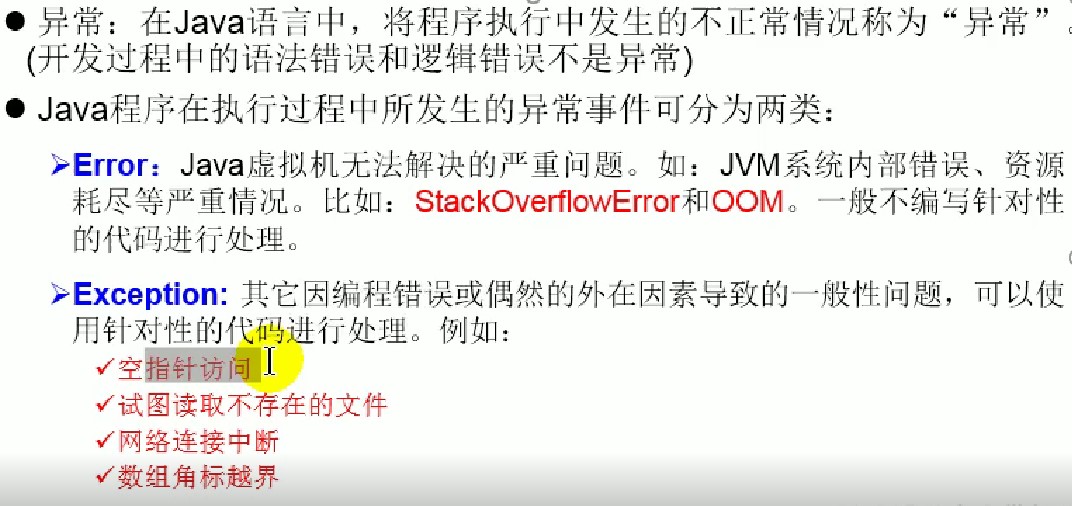 ● 异常：在Java语言中，将程序执行中发生的不正常情况称为“异常”。
(开发过程中的语法错误和逻辑错误不是异常)
● Java程序在执行过程中所发生的异常事件可分为两类：
➢Error：Java虚拟机无法解决的严重问题。如：JVM系统内部错误、资源
耗尽等严重情况。比如：StackOverflowError和OOM。一般不编写针对性
的代码进行处理。
➢Exception: 其它因编程错误或偶然的外在因素导致的一般性问题，可以使
用针对性的代码进行处理。例如：
✓空指针访问
✓试图读取不存在的文件
✓网络连接中断
✓数组角标越界